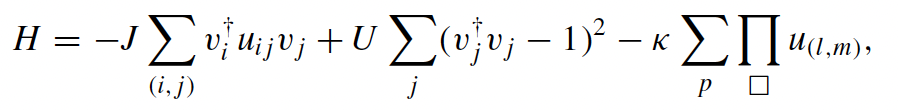 H = −J ∑_{(i,j)} v_i^† u_{ij} v_j + U ∑_j (v_j^† v_j − 1)^2 − κ ∑_p ∏_□ u_{(l,m)},